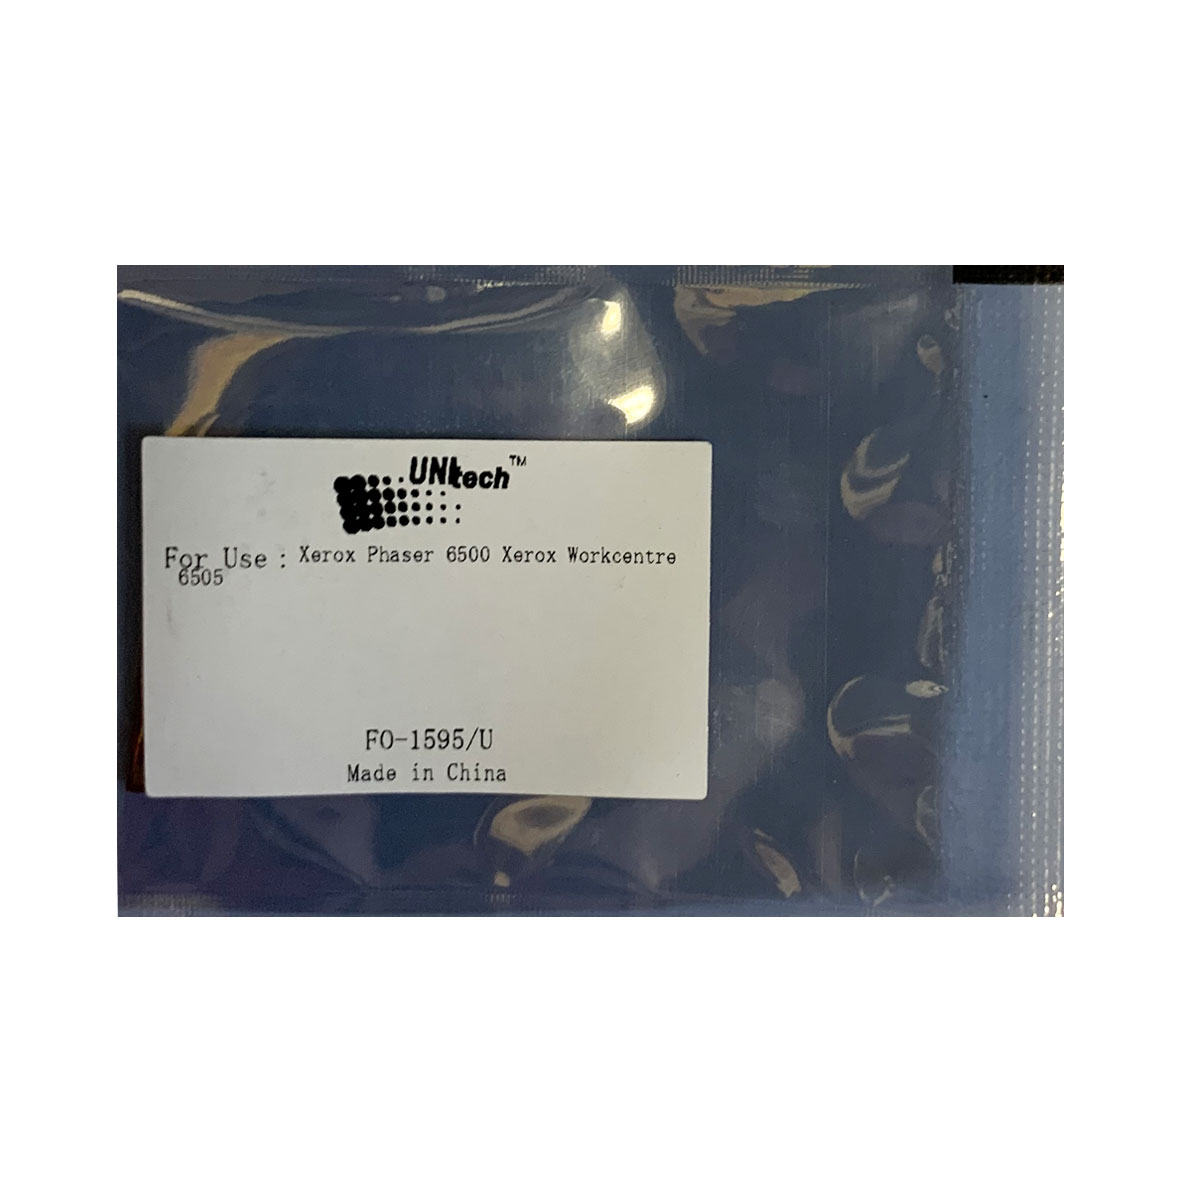 UNItech™
For Use : Xerox Phaser 6500 Xerox Workcentre
6505
FO-1595/U
Made in China